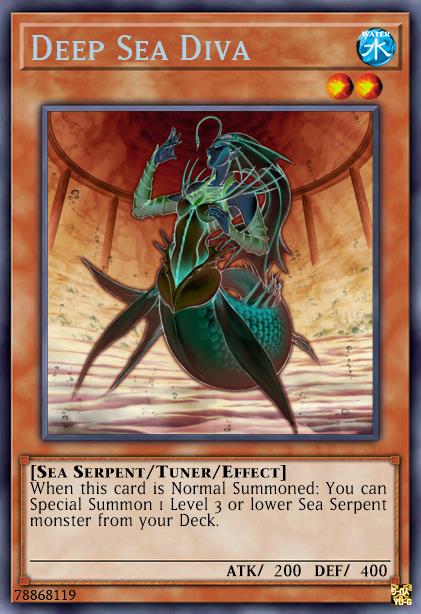 Deep Sea Diva
WATER
水
[Sea Serpent/Tuner/Effect]
When this card is Normal Summoned: You can
Special Summon 1 Level 3 or lower Sea Serpent
monster from your Deck.
ATK/ 200 DEF/ 400
78868119